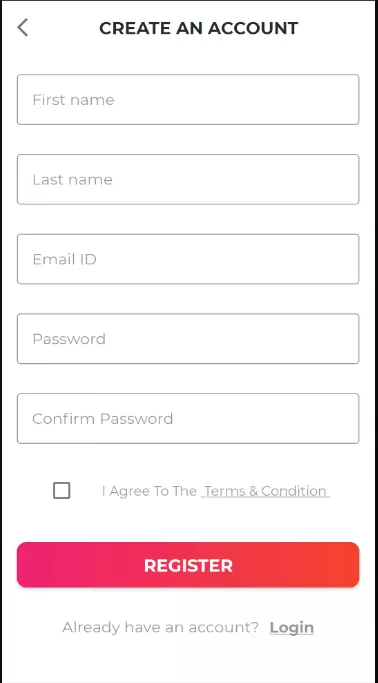 CREATE AN ACCOUNT
First name
Last name
Email ID
Password
Confirm Password
I Agree To The Terms & Condition
REGISTER
Already have an account? Login